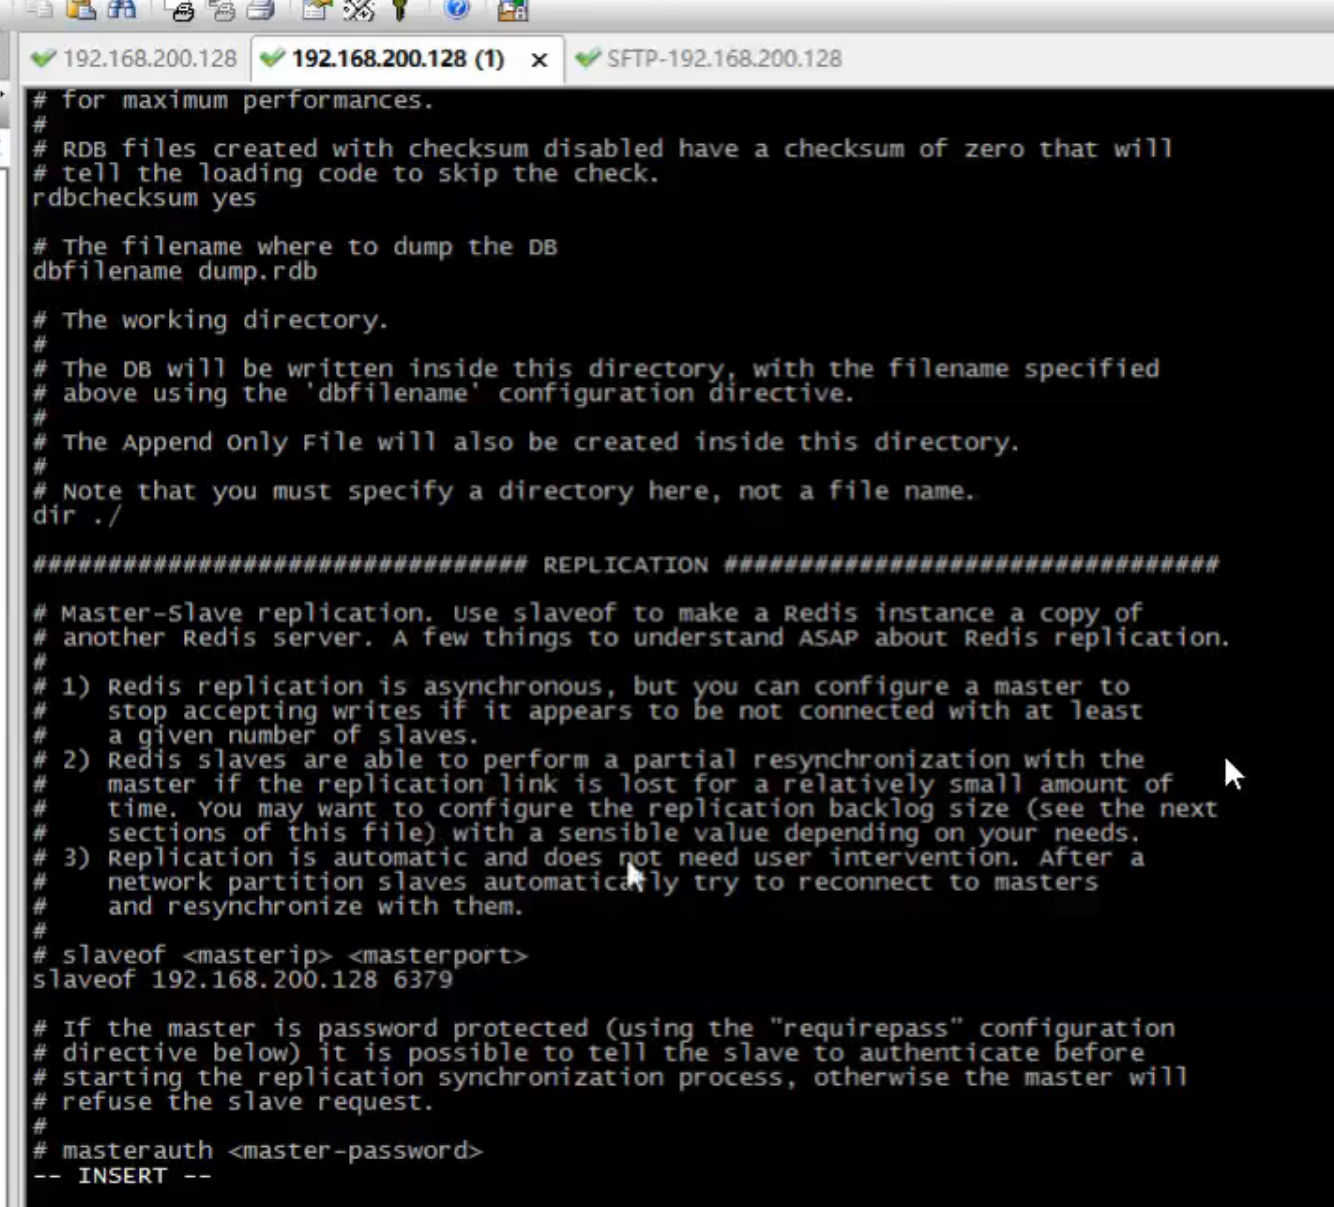 192.168.200.128
192.168.200.128 (1)
SFTP-192.168.200.128
# for maximum performances.
#
# RDB files created with checksum disabled have a checksum of zero that will
# tell the loading code to skip the check.
rdbchecksum yes
# The filename where to dump the DB
dbfilename dump.rdb
# The working directory.
#
# The DB will be written inside this directory, with the filename specified
# above using the 'dbfilename' configuration directive.
#
# The Append Only File will also be created inside this directory.
#
# Note that you must specify a directory here, not a file name.
dir ./
################################# REPLICATION #################################
# Master-Slave replication. Use slaveof to make a Redis instance a copy of
# another Redis server. A few things to understand ASAP about Redis replication.
#
# 1) Redis replication is asynchronous, but you can configure a master to
#    stop accepting writes if it appears to be not connected with at least
#    a given number of slaves.
# 2) Redis slaves are able to perform a partial resynchronization with the
#    master if the replication link is lost for a relatively small amount of
#    time. You may want to configure the replication backlog size (see the next
#    sections of this file) with a sensible value depending on your needs.
# 3) Replication is automatic and does not need user intervention. After a
#    network partition slaves automatically try to reconnect to masters
#    and resynchronize with them.
#
# slaveof <masterip> <masterport>
slaveof 192.168.200.128 6379
# If the master is password protected (using the "requirepass" configuration
# directive below) it is possible to tell the slave to authenticate before
# starting the replication synchronization process, otherwise the master will
# refuse the slave request.
#
# masterauth <master-password>
-- INSERT --